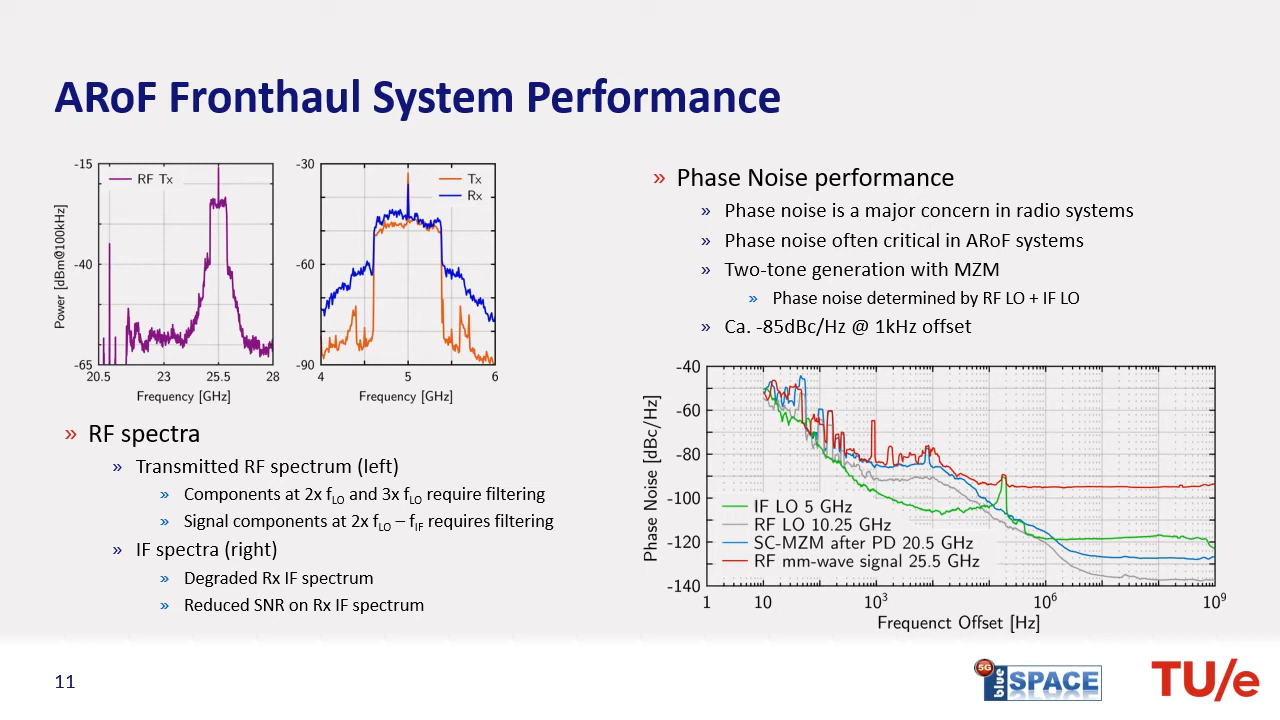 ARoF Fronthaul System Performance
-15
-40
-65
RF Tx
Power [dBm@100kHz]
20.5 23 25.5 28
Frequency [GHz]
-30
-60
-90
Tx
Rx
4 5 6
Frequency [GHz]
» RF spectra
» Transmitted RF spectrum (left)
» Components at 2x fLO and 3x fLO require filtering
» Signal components at 2x fLO – fIF requires filtering
» IF spectra (right)
» Degraded Rx IF spectrum
» Reduced SNR on Rx IF spectrum
» Phase Noise performance
» Phase noise is a major concern in radio systems
» Phase noise often critical in ARoF systems
» Two-tone generation with MZM
» Phase noise determined by RF LO + IF LO
» Ca. -85dBc/Hz @ 1kHz offset
-40
-60
-80
-100
-120
-140
Phase Noise [dBc/Hz]
IF LO 5 GHz
RF LO 10.25 GHz
SC-MZM after PD 20.5 GHz
RF mm-wave signal 25.5 GHz
1 10 10³ 10⁶ 10⁹
Frequenct Offset [Hz]
11
5G
blue SPACE
TU/e